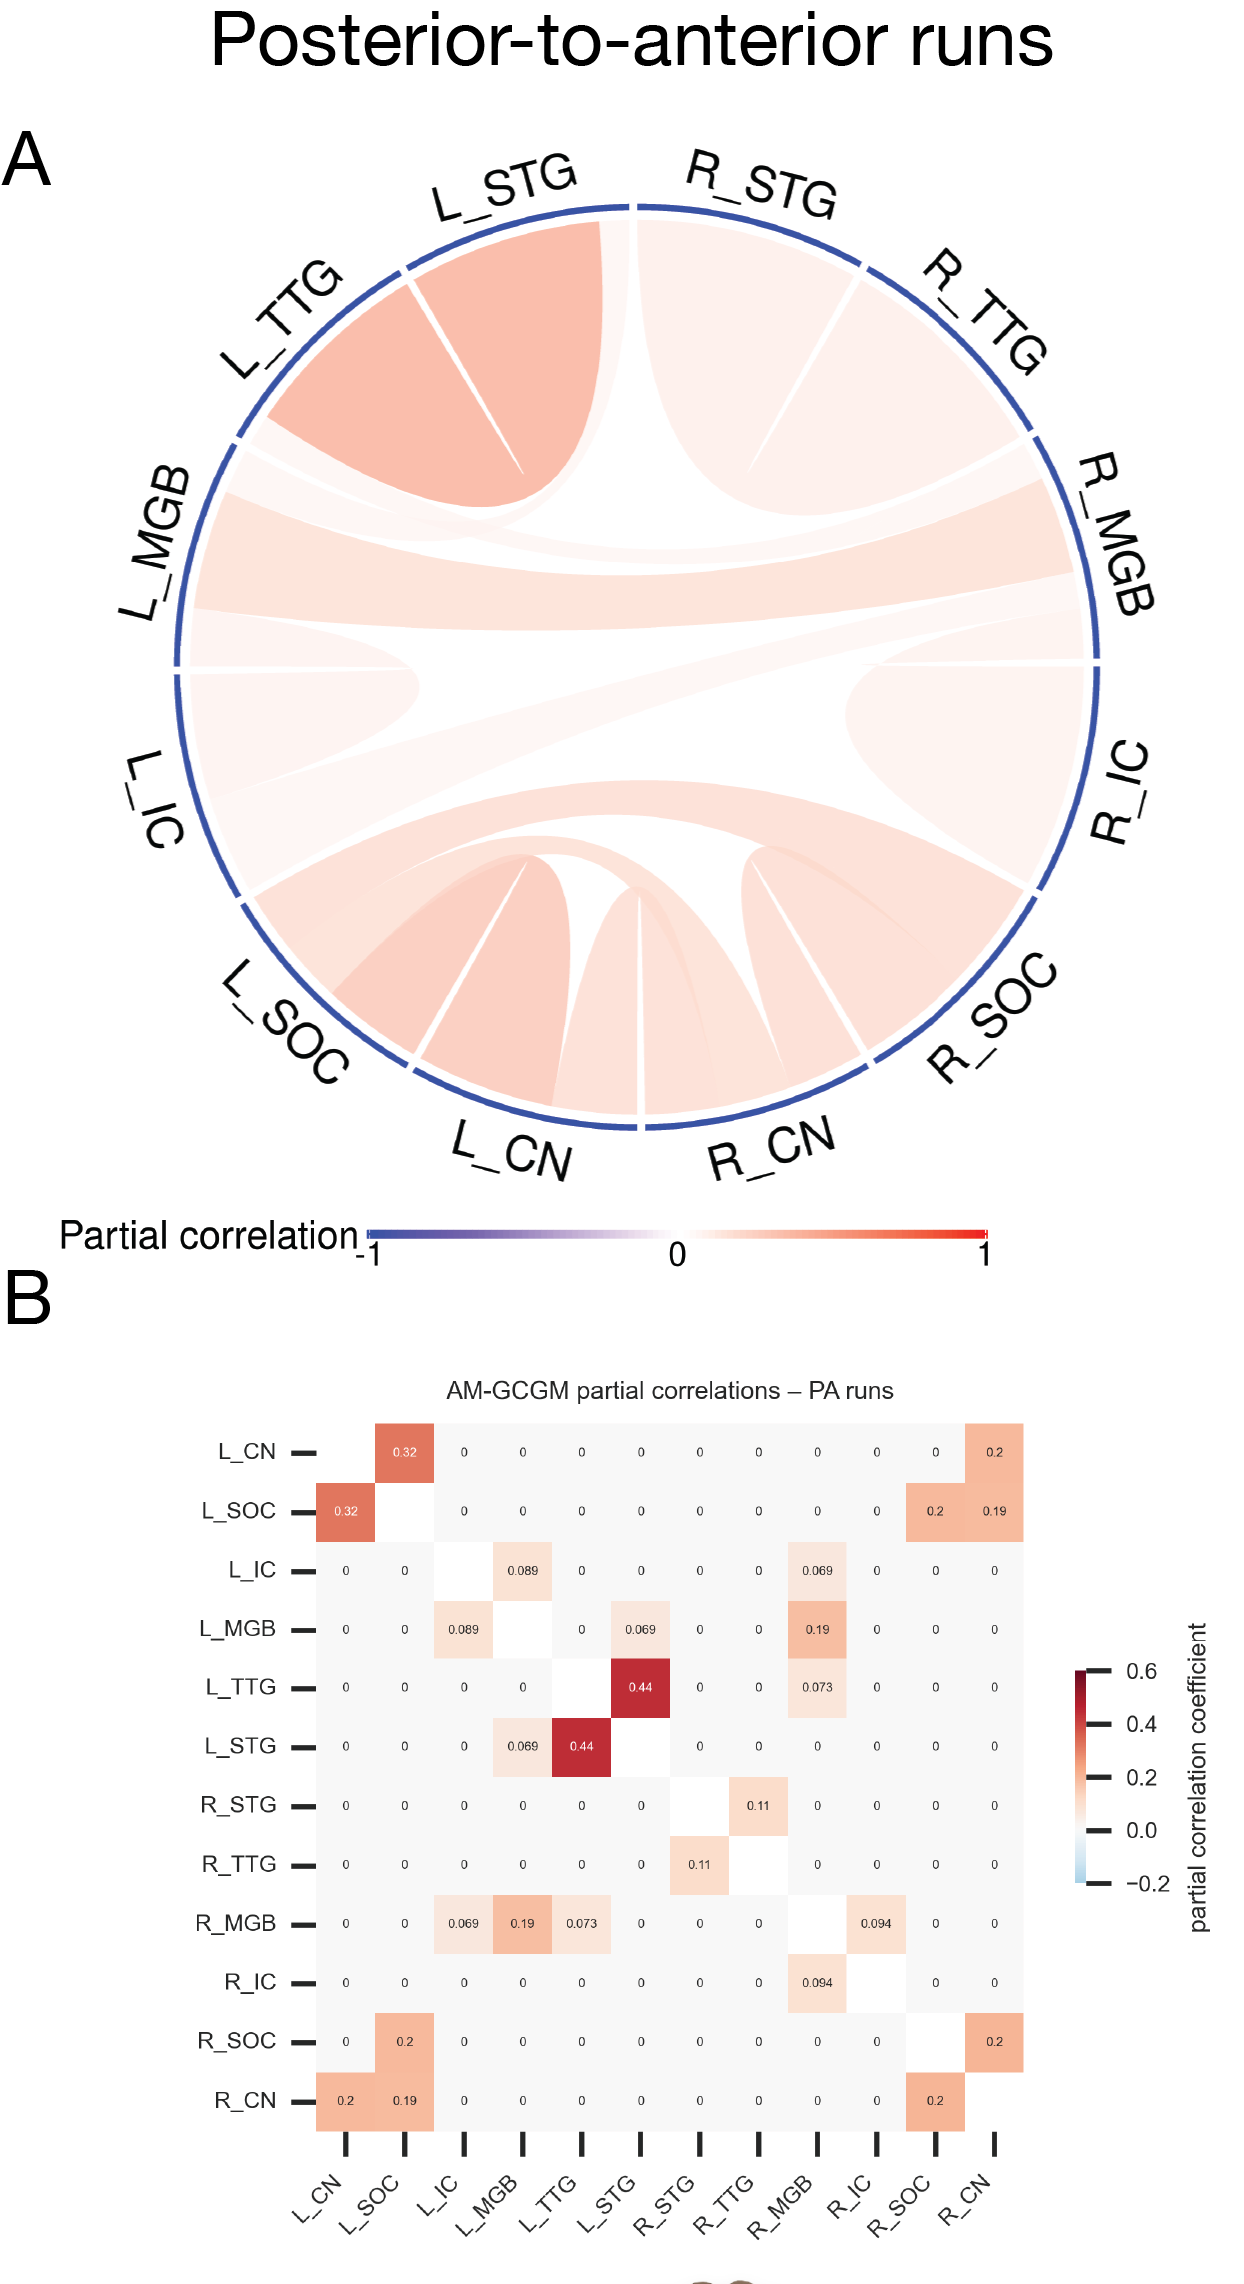 Posterior-to-anterior runs
A
L_STG
R_STG
L_TTG
R_TTG
L_MGB
R_MGB
L_IC
R_IC
L_SOC
R_SOC
L_CN
R_CN
Partial correlation
-1
0
1
B
AM-GCGM partial correlations – PA runs
L_CN 0.32 0 0 0 0 0 0 0 0 0 0.2
L_SOC 0.32 0 0 0 0 0 0 0 0 0.2 0.19
L_IC 0 0 0.089 0 0 0 0 0.069 0 0 0
L_MGB 0 0 0.089 0 0.069 0 0 0.19 0 0 0
L_TTG 0 0 0 0 0.44 0 0 0.073 0 0 0
L_STG 0 0 0 0.069 0.44 0 0 0 0 0 0
R_STG 0 0 0 0 0 0 0.11 0 0 0 0
R_TTG 0 0 0 0 0 0 0.11 0 0 0 0
R_MGB 0 0 0.069 0.19 0.073 0 0 0 0.094 0 0
R_IC 0 0 0 0 0 0 0 0 0.094 0 0
R_SOC 0 0.2 0 0 0 0 0 0 0 0 0.2
R_CN 0.2 0.19 0 0 0 0 0 0 0 0 0.2
L_CN
L_SOC
L_IC
L_MGB
L_TTG
L_STG
R_STG
R_TTG
R_MGB
R_IC
R_SOC
R_CN
0.6
0.4
0.2
0.0
−0.2
partial correlation coefficient